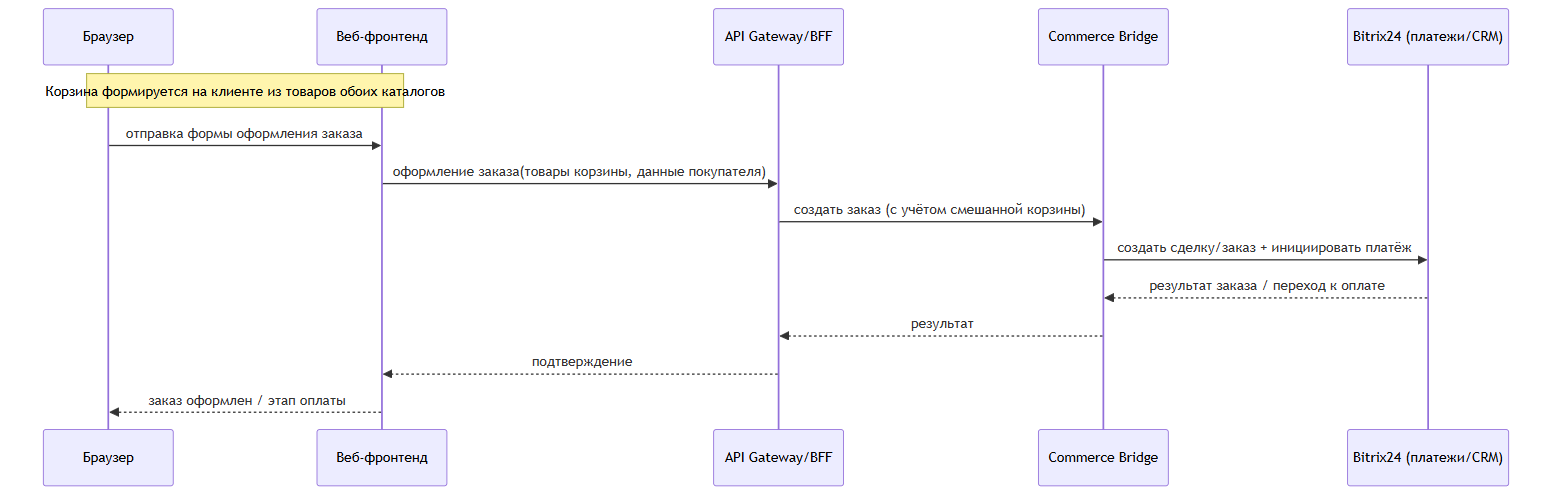 Браузер
Веб-фронтенд
API Gateway/BFF
Commerce Bridge
Bitrix24 (платежи/CRM)
Корзина формируется на клиенте из товаров обоих каталогов
отправка формы оформления заказа
оформление заказа(товары корзины, данные покупателя)
создать заказ (с учётом смешанной корзины)
создать сделку/заказ + инициировать платёж
результат заказа / переход к оплате
результат
подтверждение
заказ оформлен / этап оплаты
Браузер
Веб-фронтенд
API Gateway/BFF
Commerce Bridge
Bitrix24 (платежи/CRM)